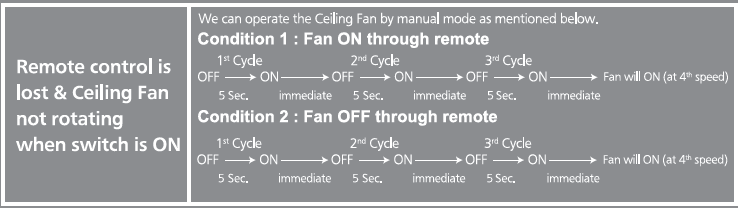 Remote control is
lost & Ceiling Fan
not rotating
when switch is ON
We can operate the Ceiling Fan by manual mode as mentioned below.
Condition 1 : Fan ON through remote
1st Cycle 2nd Cycle 3rd Cycle
OFF → ON → OFF → ON → OFF → ON → Fan will ON (at 4th speed)
5 Sec. immediate 5 Sec. immediate 5 Sec. immediate
Condition 2 : Fan OFF through remote
1st Cycle 2nd Cycle 3rd Cycle
OFF → ON → OFF → ON → OFF → ON → Fan will ON (at 4th speed)
5 Sec. immediate 5 Sec. immediate 5 Sec. immediate